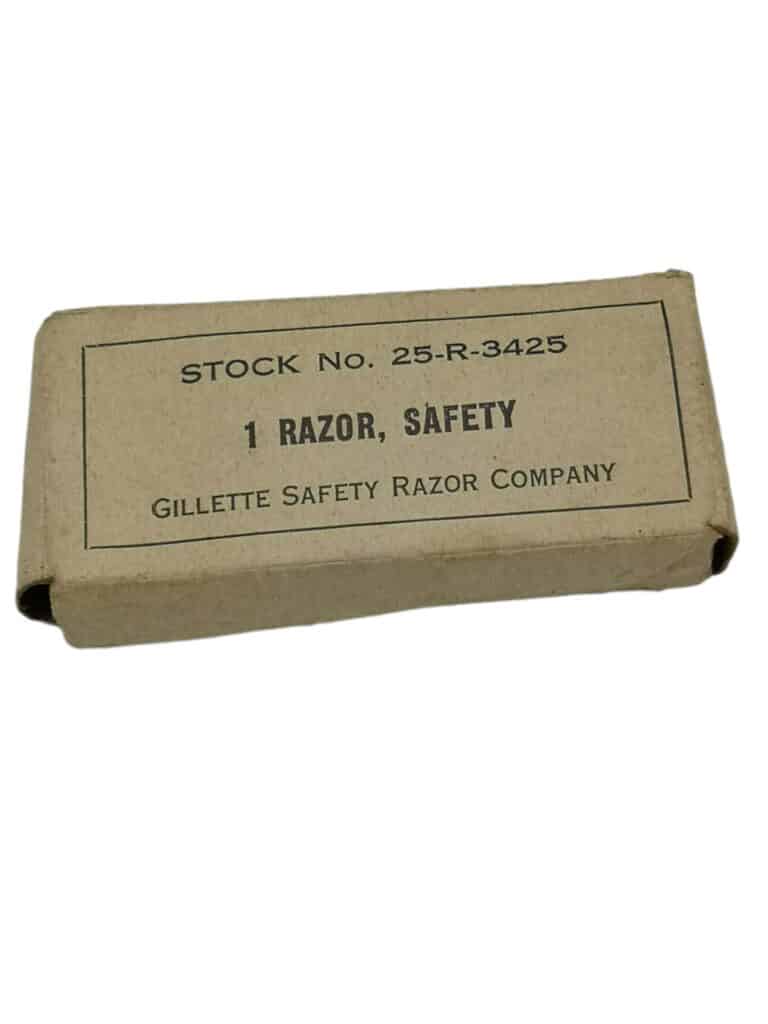 STOCK No. 25-R-3425
1 RAZOR, SAFETY
GILLETTE SAFETY RAZOR COMPANY